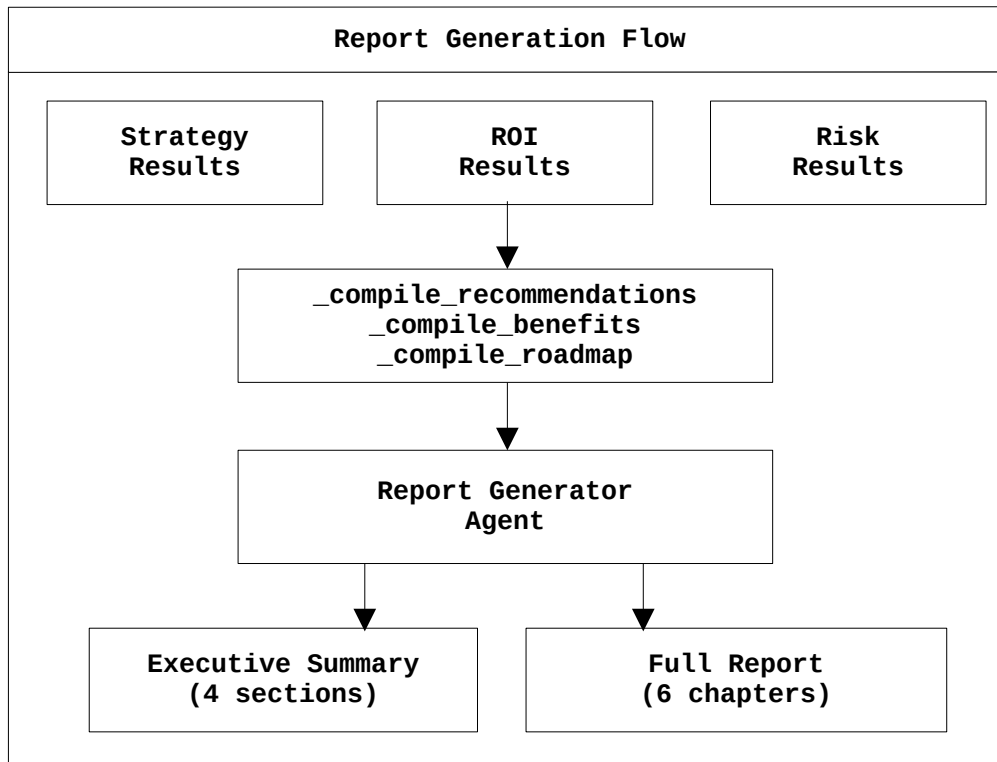 Report Generation Flow
Strategy
Results
ROI
Results
Risk
Results
_compile_recommendations
_compile_benefits
_compile_roadmap
Report Generator
Agent
Executive Summary
(4 sections)
Full Report
(6 chapters)